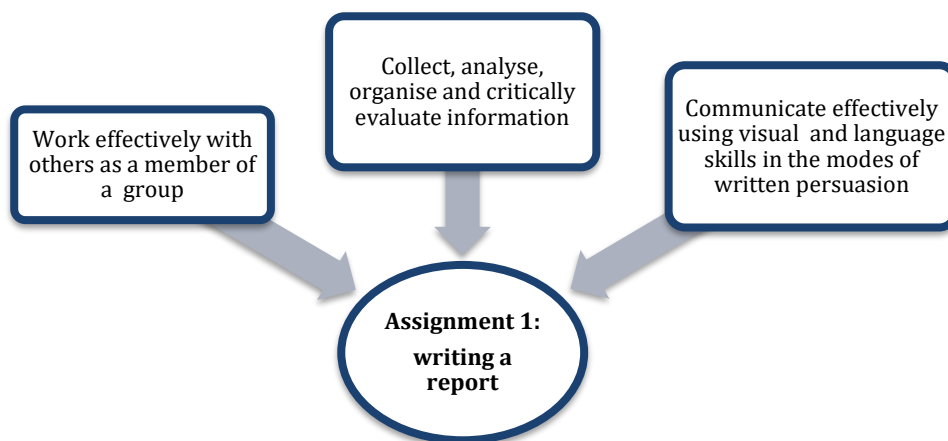 Work effectively with
others as a member of
a group
Collect, analyse,
organise and critically
evaluate information
Communicate effectively
using visual and language
skills in the modes of
written persuasion
Assignment 1:
writing a
report